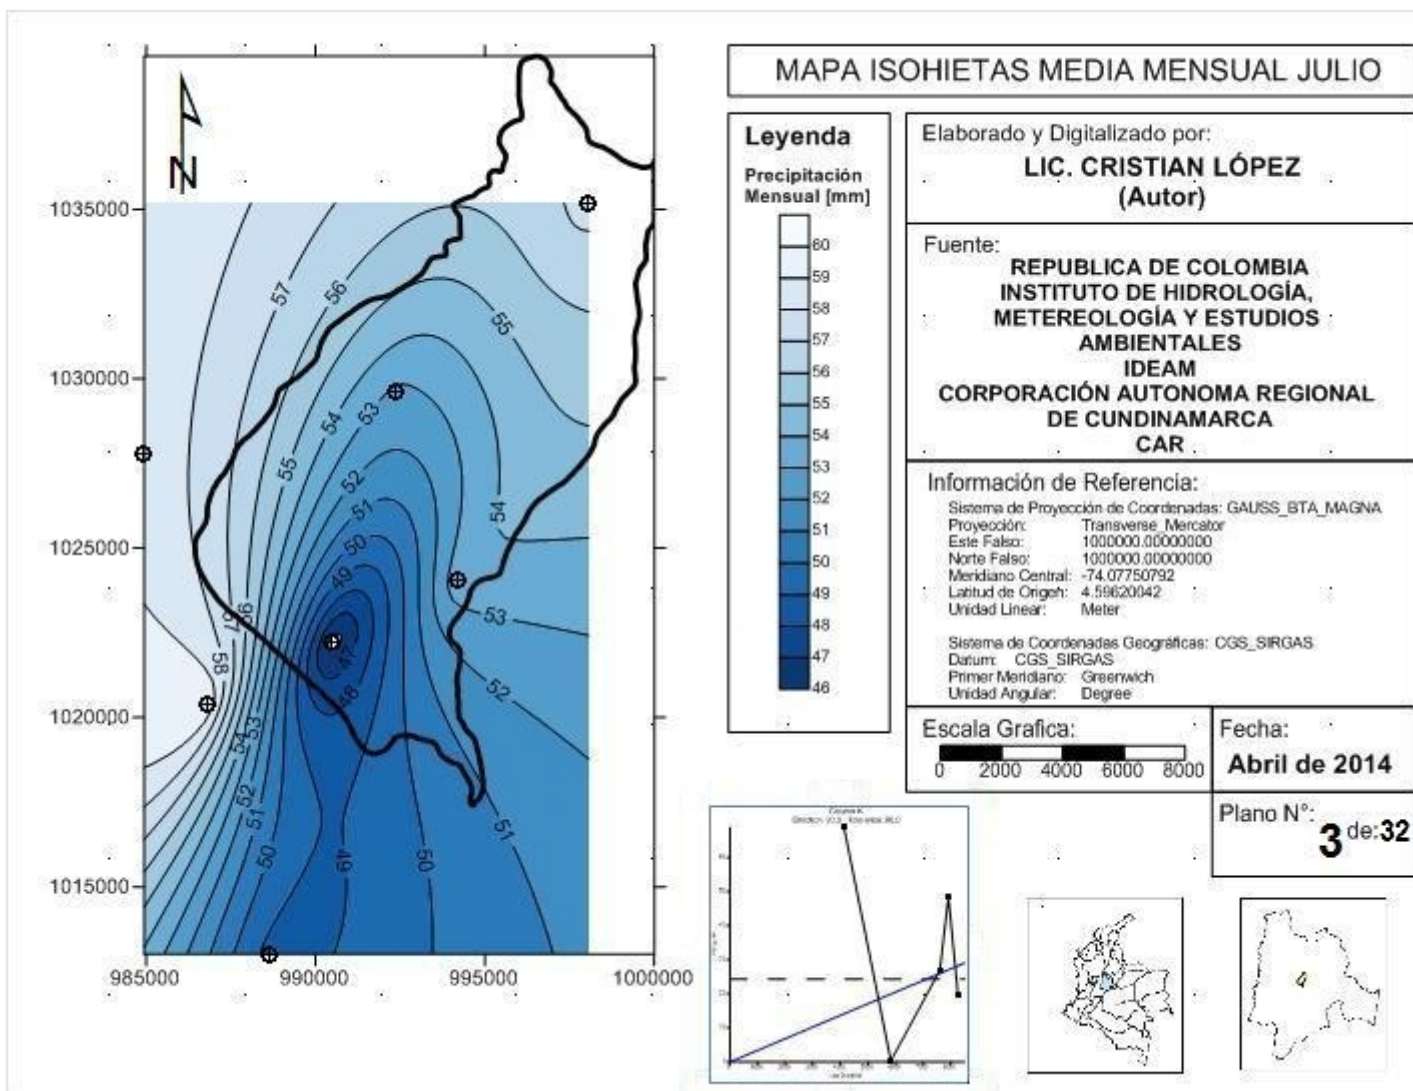 MAPA ISOHIETAS MEDIA MENSUAL JULIO
N
1035000
1030000
1025000
1020000
1015000
985000
990000
995000
1000000
57
56
55
54
53
55
54
52
51
50
49
47
48
56
57
58
53
54
52
51
50
49
50
51
52
53
Leyenda
Precipitación
Mensual [mm]
60
59
58
57
56
55
54
53
52
51
50
49
48
47
46
Elaborado y Digitalizado por:
LIC. CRISTIAN LÓPEZ
(Autor)
Fuente:
REPUBLICA DE COLOMBIA
INSTITUTO DE HIDROLOGÍA,
METEREOLOGÍA Y ESTUDIOS
AMBIENTALES
IDEAM
CORPORACIÓN AUTONOMA REGIONAL
DE CUNDINAMARCA
CAR
Información de Referencia:
Sistema de Proyección de Coordenadas: GAUSS_BTA_MAGNA
Proyección: Transverse_Mercator
Este Falso: 1000000.00000000
Norte Falso: 1000000.00000000
Meridiano Central: -74.07750792
Latitud de Origen: 4.59620042
Unidad Linear: Meter
Sistema de Coordenadas Geográficas: CGS_SIRGAS
Datum: CGS_SIRGAS
Primer Meridiano: Greenwich
Unidad Angular: Degree
Escala Grafica:
0 2000 4000 6000 8000
Fecha:
Abril de 2014
Plano N°:
3 de:32